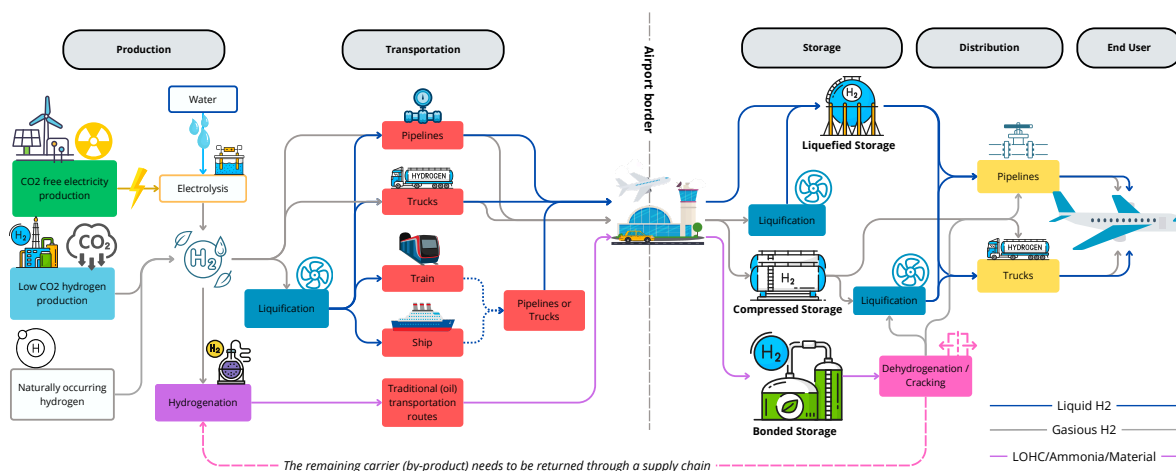 Production
Transportation
Airport border
Storage
Distribution
End User
Water
CO2 free electricity
production
Electrolysis
H2
CO2
Low CO2 hydrogen
production
H2
H
Naturally occurring
hydrogen
H2
Hydrogenation
Liquification
Pipelines
HYDROGEN
Trucks
Train
Ship
Pipelines or
Trucks
Traditional (oil)
transportation
routes
H2
Liquefied Storage
Liquification
H2
Compressed Storage
Liquification
H2
Bonded Storage
Dehydrogenation /
Cracking
Pipelines
HYDROGEN
Trucks
Liquid H2
Gasious H2
LOHC/Ammonia/Material
The remaining carrier (by-product) needs to be returned through a supply chain